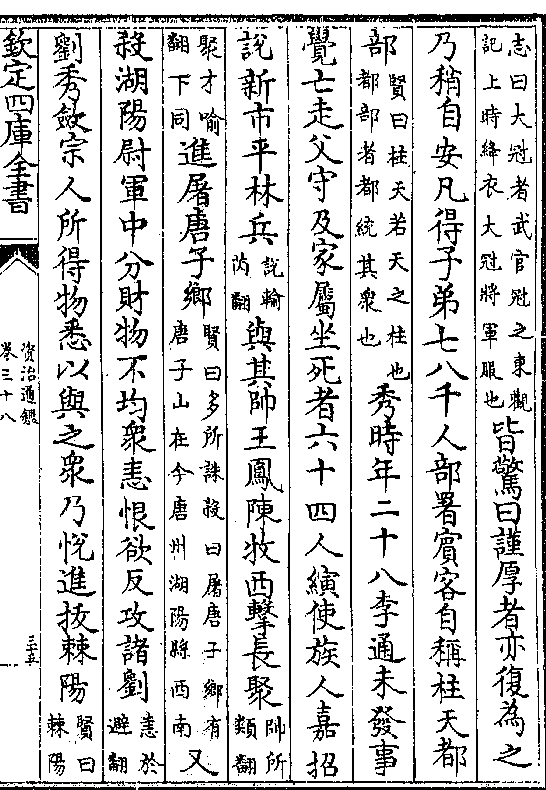 志曰大冠者武官冠之東觀記上時絳衣大冠將軍服也皆驚曰謹厚者亦復為之
乃稍自安凡得子弟七八千人部署賓客自稱柱天都
部賢曰柱天若天之柱也都部者都統其衆也秀時年二十八李通未發事
覺亡走父守及家屬坐死者六十四人縯使族人嘉招
說新市平林兵說輸芮翻與其帥王鳳陳牧西擊長聚帥所類翻
聚才喻翻下同進屠唐子鄉賢曰多所誅殺曰屠唐子鄉有唐子山在今唐州湖陽縣西南又
殺湖陽尉軍中分財物不均衆恚恨欲反攻諸劉恚於避翻
劉秀斂宗人所得物悉以與之衆乃悅進拔棘陽賢曰棘陽
欽定四庫全書
資治通鑑
卷三十八
三十五